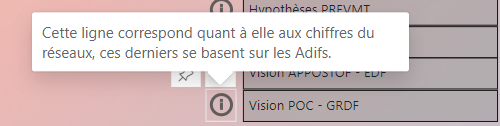 Hypothèses PREVMT
Cette ligne correspond quant à elle aux chiffres du
réseaux, ces derniers se basent sur les Adifs.
Vision APPOSTOF - EDF
Vision POC - GRDF